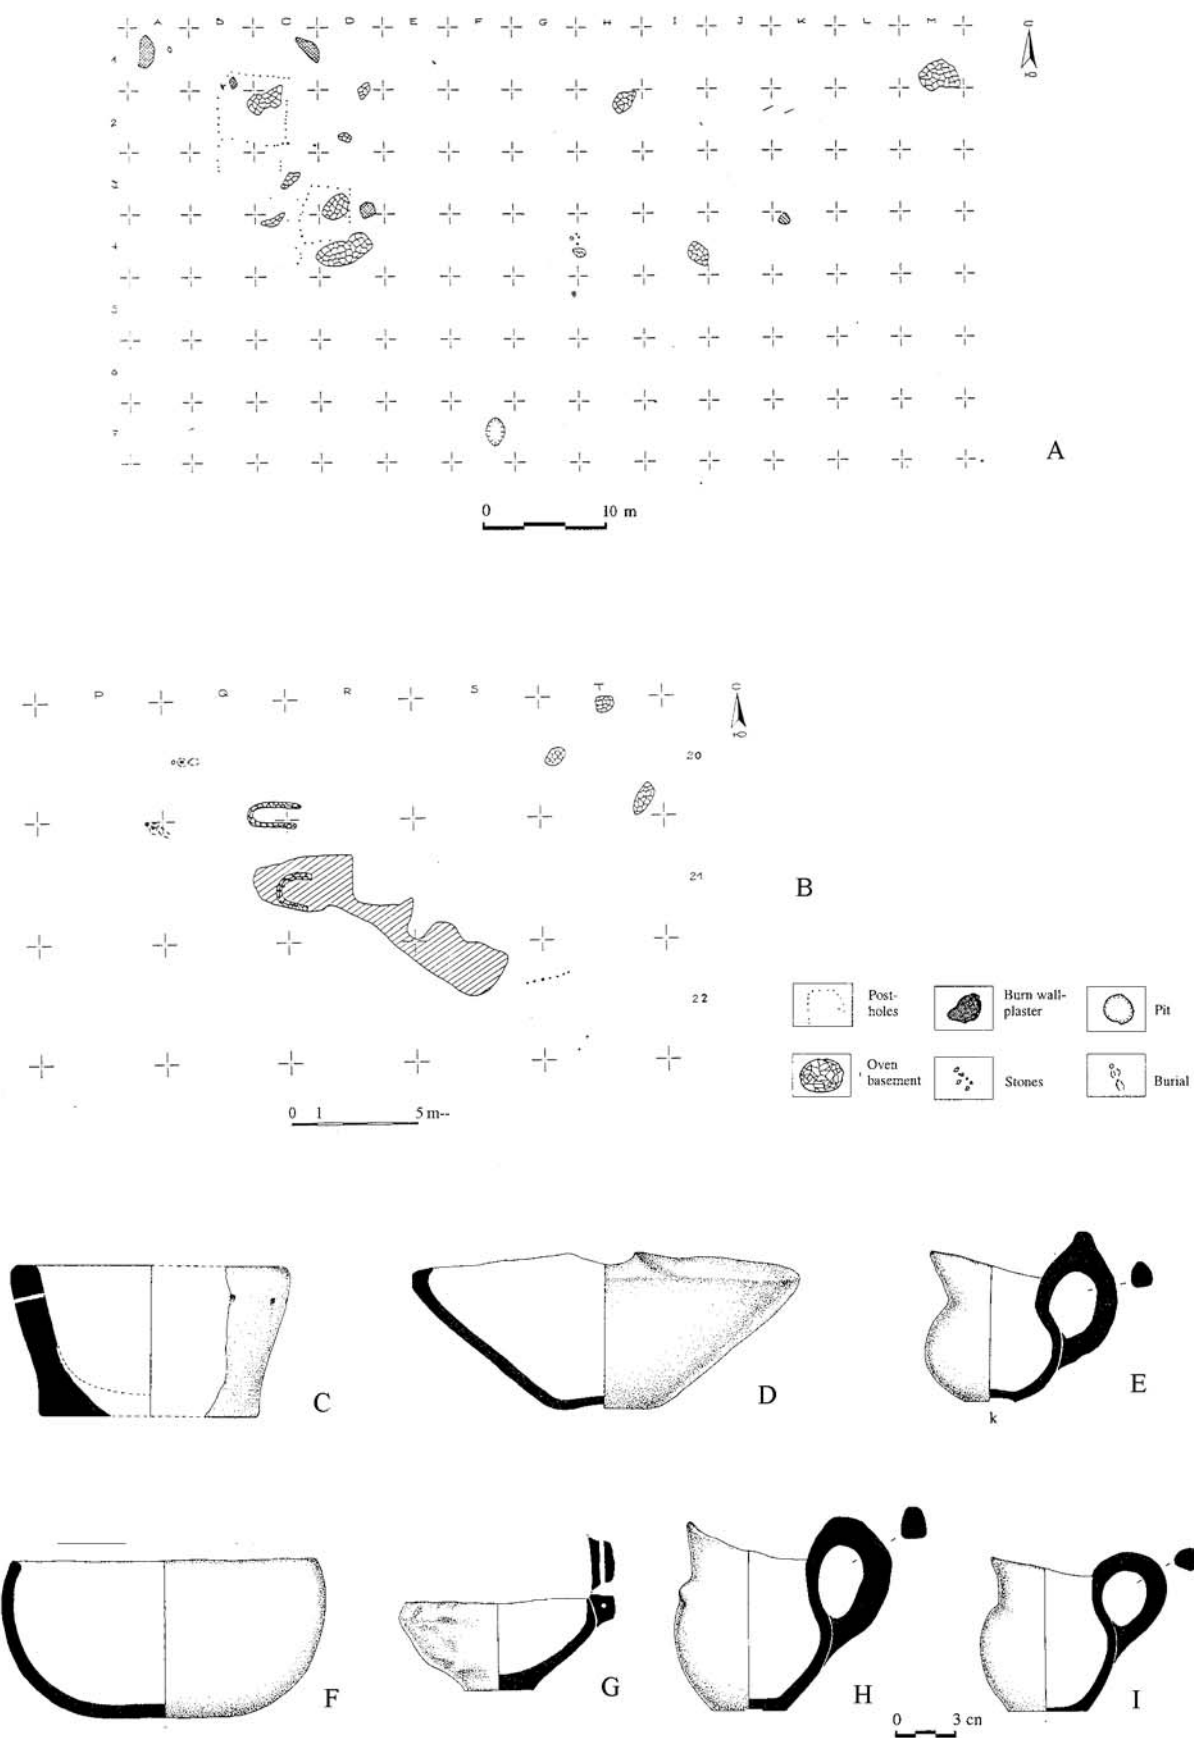 A B C D E F G H I J K L M
1
2
3
4
5
6
7
A
0 10 m
P Q R S T
20
21
22
B
0 1 5 m--
Post-
holes
Burn wall-
plaster
Pit
Oven
basement
Stones
Burial
C
D
E
k
F
G
H
I
0 3 cn